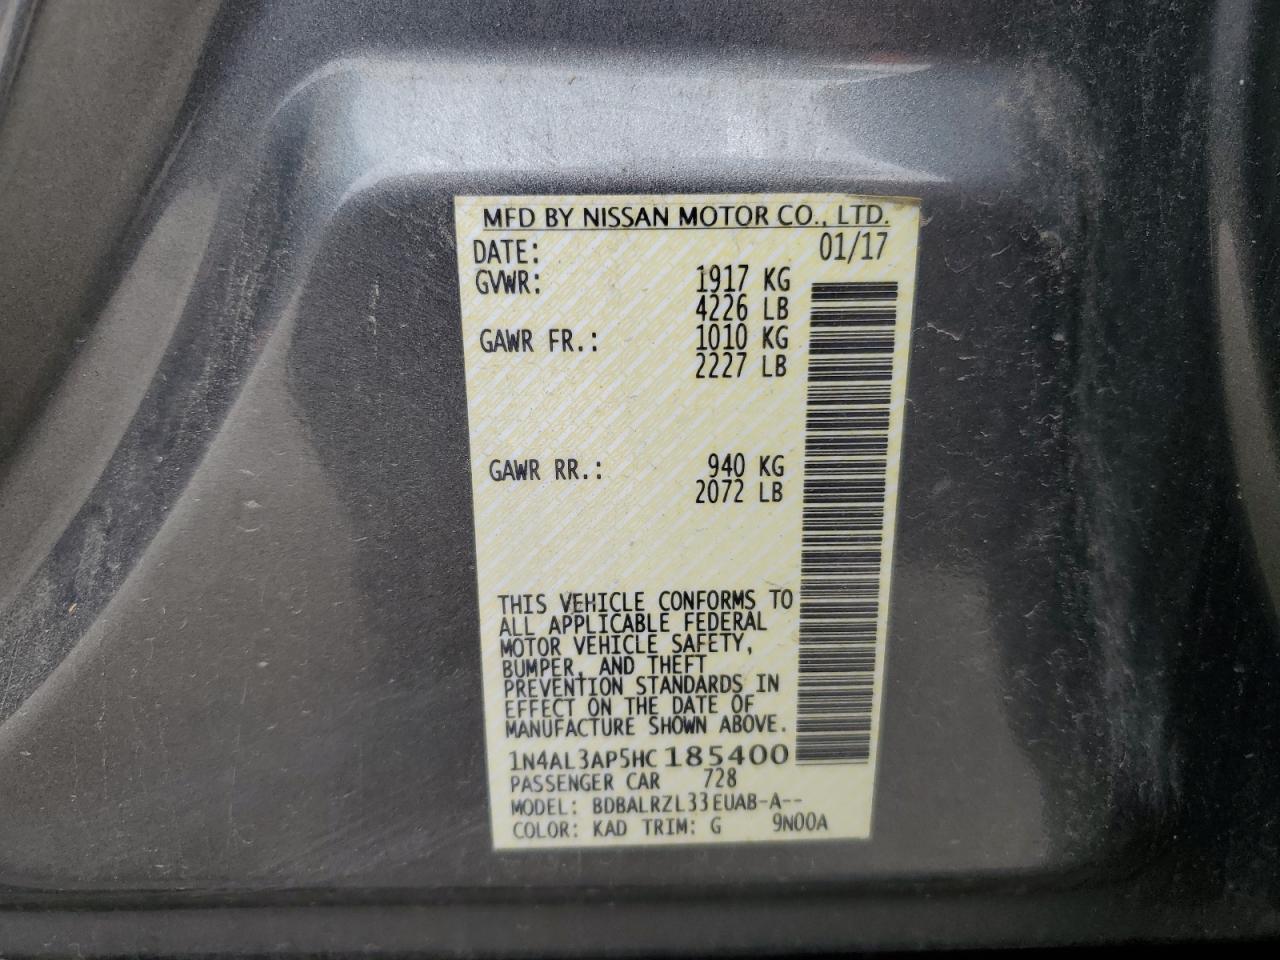 MFD BY NISSAN MOTOR CO., LTD.
DATE: 01/17
GVWR: 1917 KG
4226 LB
GAWR FR.: 1010 KG
2227 LB
GAWR RR.: 940 KG
2072 LB
THIS VEHICLE CONFORMS TO
ALL APPLICABLE FEDERAL
MOTOR VEHICLE SAFETY,
BUMPER, AND THEFT
PREVENTION STANDARDS IN
EFFECT ON THE DATE OF
MANUFACTURE SHOWN ABOVE.
1N4AL3AP5HC185400
PASSENGER CAR 728
MODEL: BDBALRZL33EUAB-A--
COLOR: KAD TRIM: G 9N00A